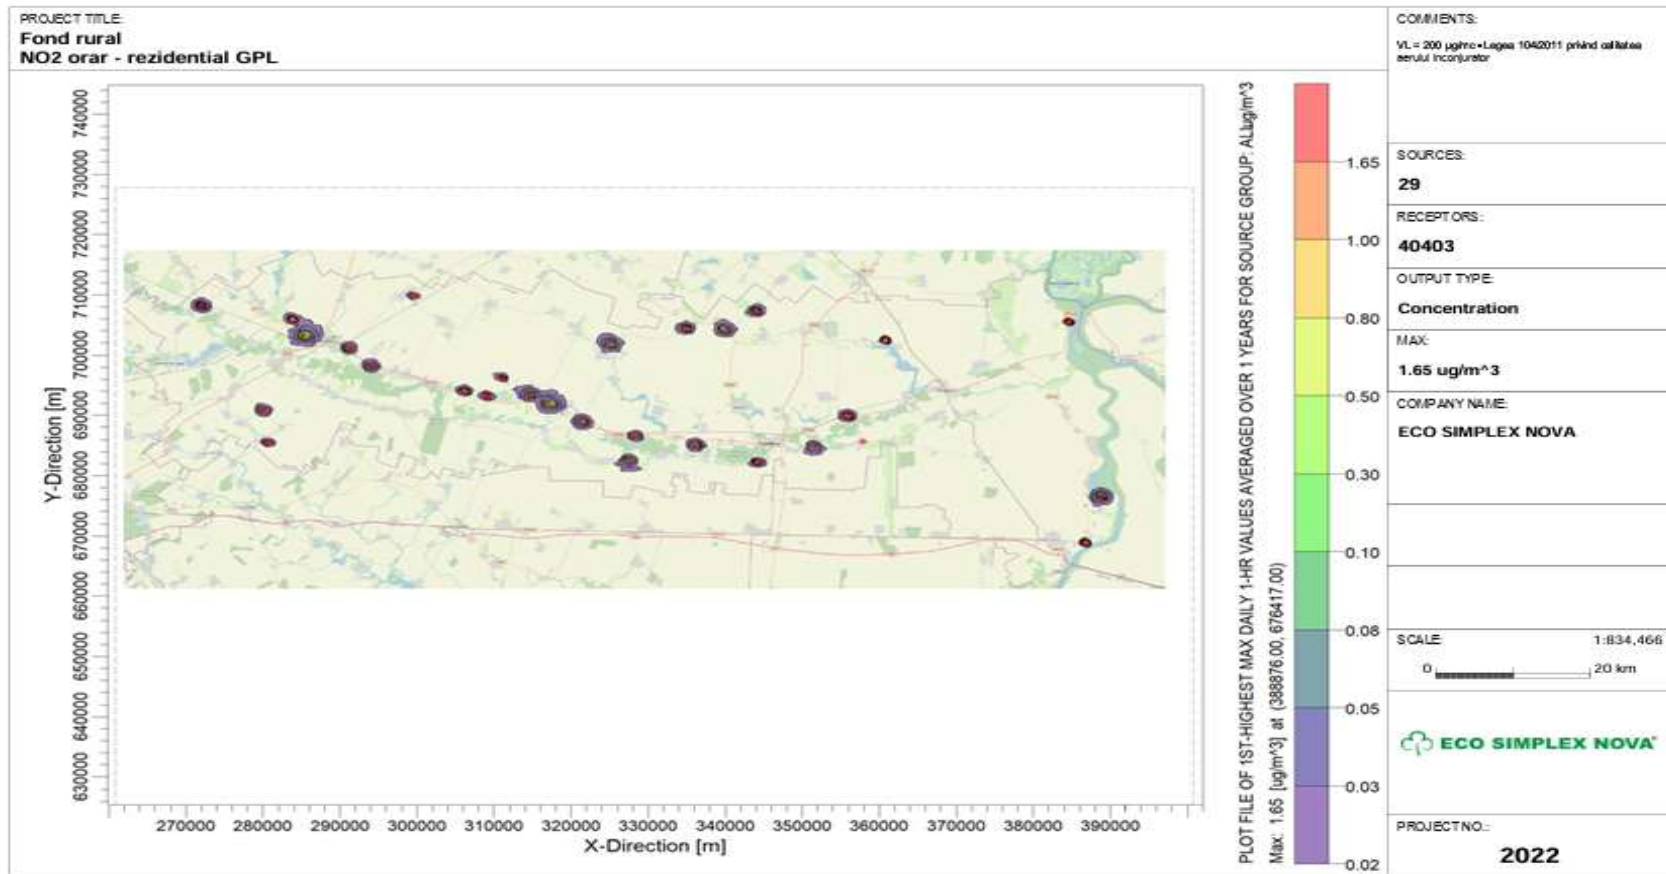 PROJECT TITLE:
Fond rural
NO2 orar - rezidential GPL
COMMENTS:
VL = 200 µg/mc - Legea 104/2011 privind calitatea
aerului inconjurator
SOURCES:
29
RECEPTORS:
40403
OUTPUT TYPE:
Concentration
MAX:
1.65 ug/m^3
COMPANY NAME:
ECO SIMPLEX NOVA
SCALE:
1:834,466
0
20 km
ECO SIMPLEX NOVA
PROJECT NO.:
2022
Y-Direction [m]
740000
730000
720000
710000
700000
690000
680000
670000
660000
650000
640000
630000
270000 280000 290000 300000 310000 320000 330000 340000 350000 360000 370000 380000 390000
X-Direction [m]
PLOT FILE OF 1ST-HIGHEST MAX DAILY 1-HR VALUES AVERAGED OVER 1 YEARS FOR SOURCE GROUP: ALL
ug/m^3
Max: 1.65 [ug/m^3] at (388876.00, 676417.00)
1.65
1.00
0.80
0.50
0.30
0.10
0.08
0.05
0.03
0.02